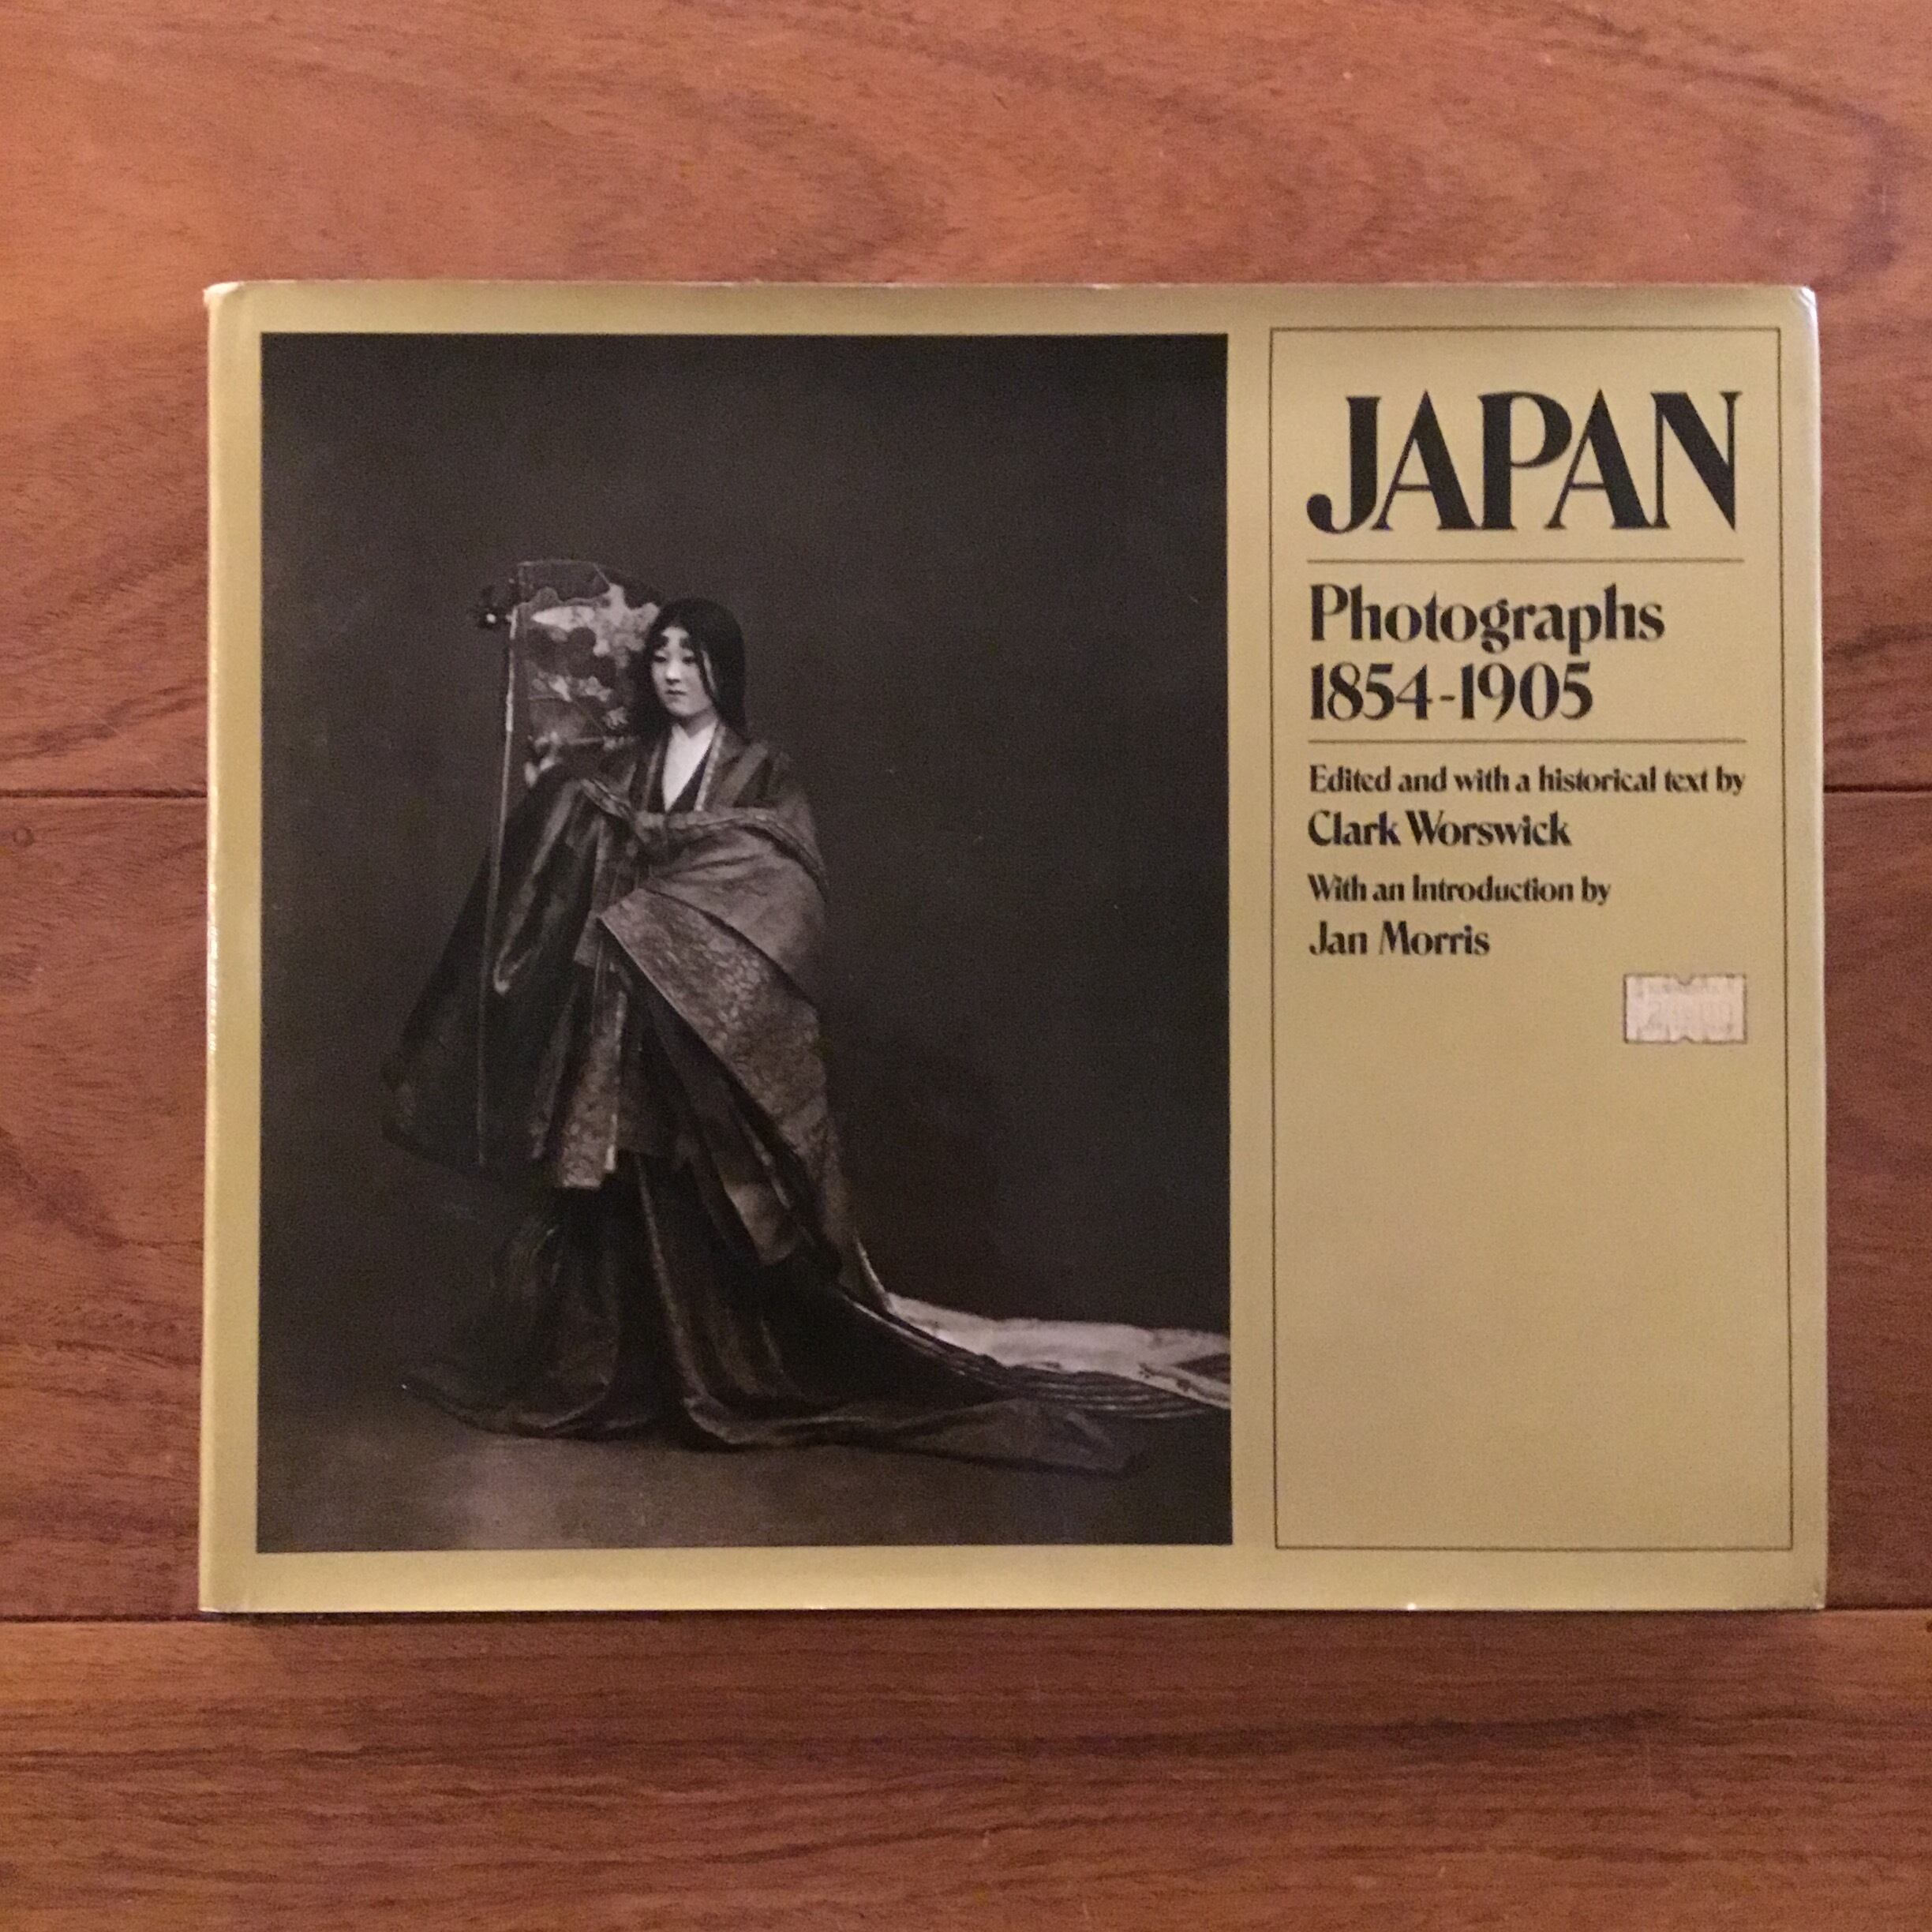 JAPAN
Photographs
1854-1905
Edited and with a historical text by
Clark Worswick
With an Introduction by
Jan Morris